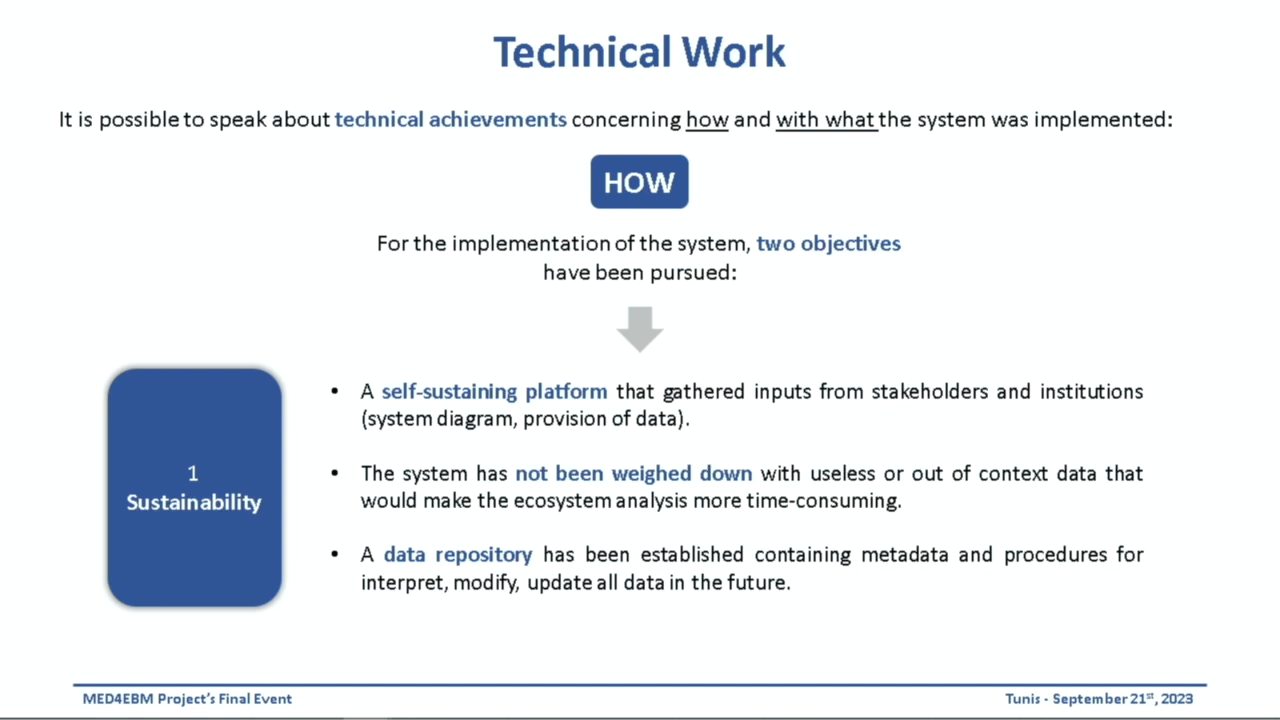 Technical Work
It is possible to speak about technical achievements concerning how and with what the system was implemented:
HOW
For the implementation of the system, two objectives
have been pursued:
1
Sustainability
• A self-sustaining platform that gathered inputs from stakeholders and institutions
(system diagram, provision of data).
• The system has not been weighed down with useless or out of context data that
would make the ecosystem analysis more time-consuming.
• A data repository has been established containing metadata and procedures for
interpret, modify, update all data in the future.
MED4EBM Project's Final Event
Tunis - September 21st, 2023